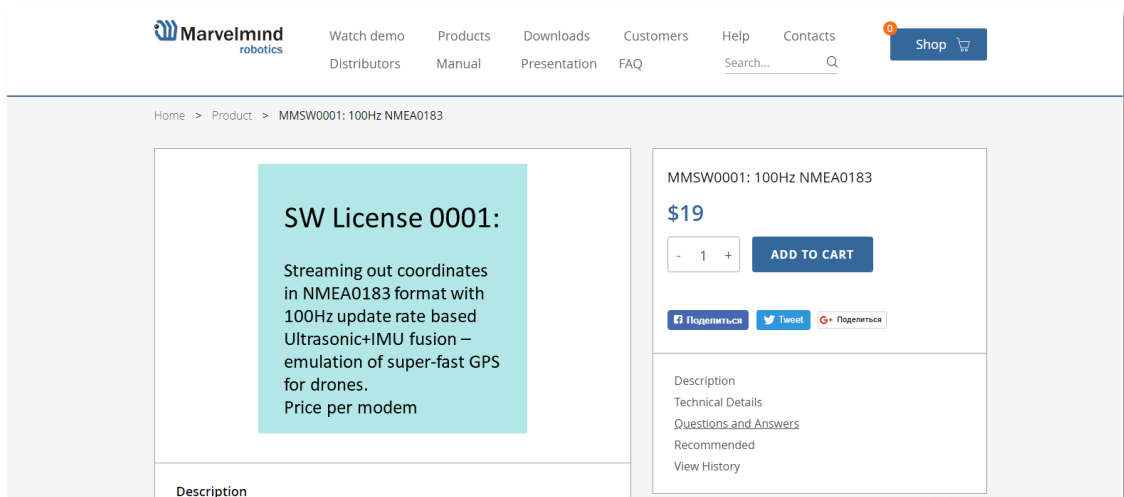 Marvelmind
robotics
Watch demo Products Downloads Customers Help Contacts
Distributors Manual Presentation FAQ Search...
0
Shop
Home > Product > MMSW0001: 100Hz NMEA0183
SW License 0001:
Streaming out coordinates
in NMEA0183 format with
100Hz update rate based
Ultrasonic+IMU fusion –
emulation of super-fast GPS
for drones.
Price per modem
Description
MMSW0001: 100Hz NMEA0183
$19
- 1 + ADD TO CART
Поделиться Tweet G+ Поделиться
Description
Technical Details
Questions and Answers
Recommended
View History